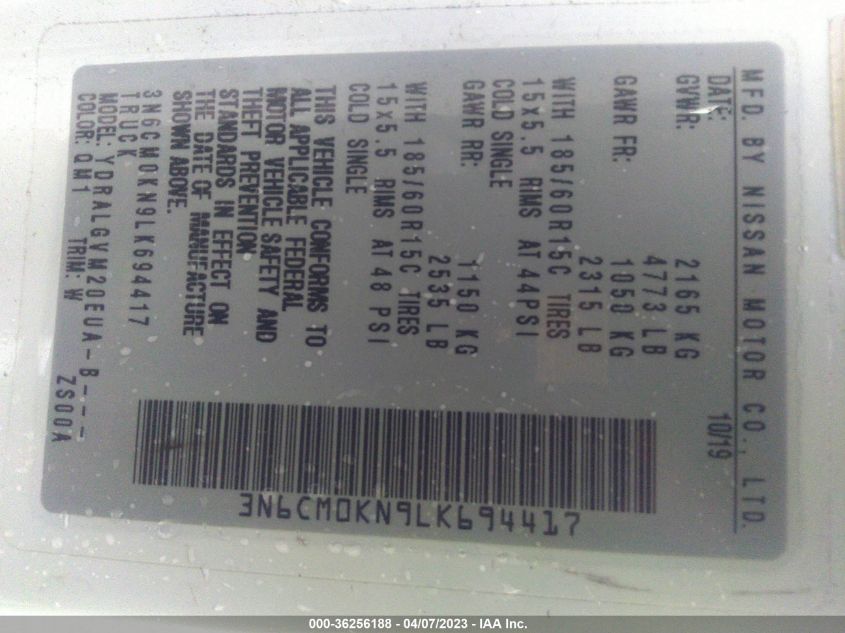 MFD. BY NISSAN MOTOR CO., LTD.
DATE: 10/19
GVWR: 2165 KG
4773 LB
GAWR FR: 1050 KG
2315 LB
WITH 185/60R15C TIRES
15x5.5 RIMS AT 44PSI
COLD SINGLE
GAWR RR: 1150 KG
2535 LB
WITH 185/60R15C TIRES
15x5.5 RIMS AT 48 PSI
COLD SINGLE
THIS VEHICLE CONFORMS TO
ALL APPLICABLE FEDERAL
MOTOR VEHICLE SAFETY AND
THEFT PREVENTION
STANDARDS IN EFFECT ON
THE DATE OF MANUFACTURE
SHOWN ABOVE.
3N6CM0KN9LK694417
TRUCK
MODEL: YDRALGVM20EUA-B---
COLOR: QM1 TRIM: W ZS00A
3N6CM0KN9LK694417
000-36256188 - 04/07/2023 - IAA Inc.